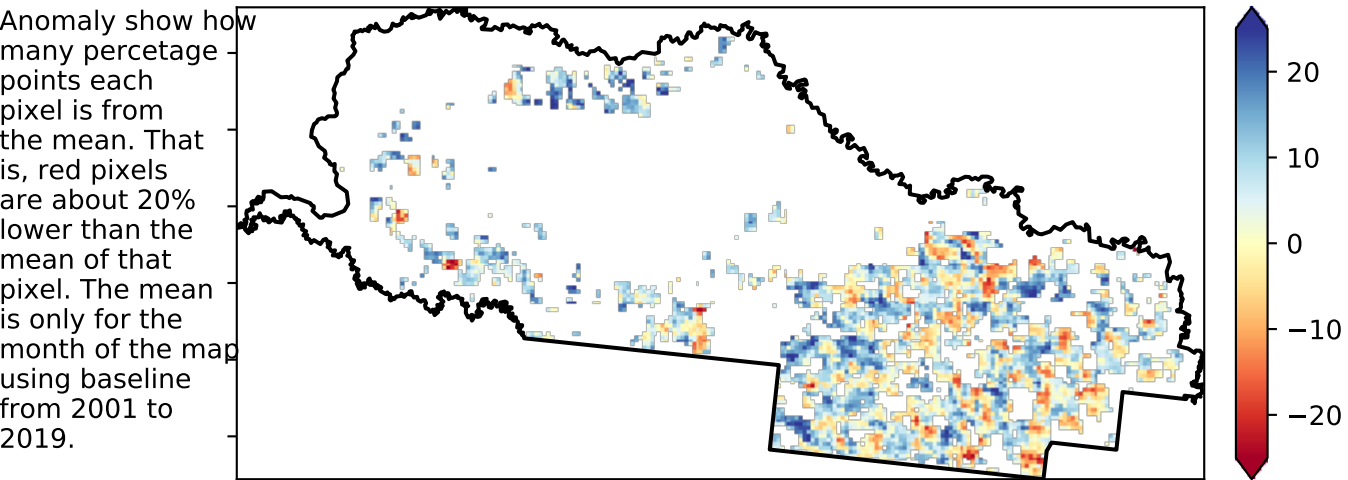 Anomaly show how
many percetage
points each
pixel is from
the mean. That
is, red pixels
are about 20%
lower than the
mean of that
pixel. The mean
is only for the
month of the map
using baseline
from 2001 to
2019.
20
10
0
−10
−20